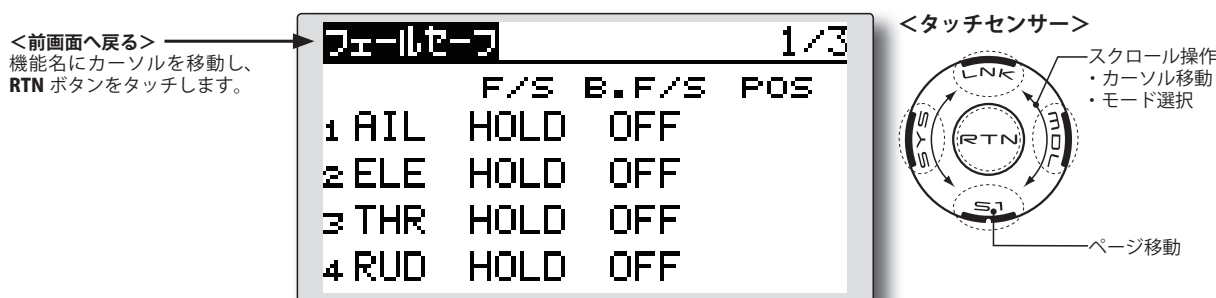 ＜前画面へ戻る＞
機能名にカーソルを移動し、
RTN ボタンをタッチします。
フェールセーフ 1/3
F/S B.F/S POS
1 AIL HOLD OFF
2 ELE HOLD OFF
3 THR HOLD OFF
4 RUD HOLD OFF
＜タッチセンサー＞
LNK
SYS
RTN
MDL
S1
スクロール操作
・カーソル移動
・モード選択
ページ移動